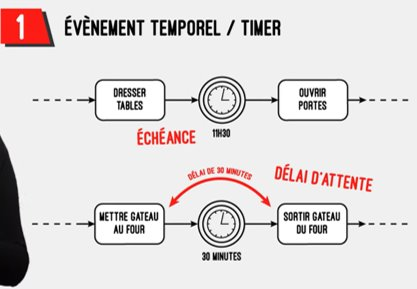 1 ÉVÈNEMENT TEMPOREL / TIMER
DRESSER
TABLES
OUVRIR
PORTES
ÉCHÉANCE
11H30
DÉLAI DE 30 MINUTES
DÉLAI D'ATTENTE
METTRE GATEAU
AU FOUR
SORTIR GATEAU
DU FOUR
30 MINUTES